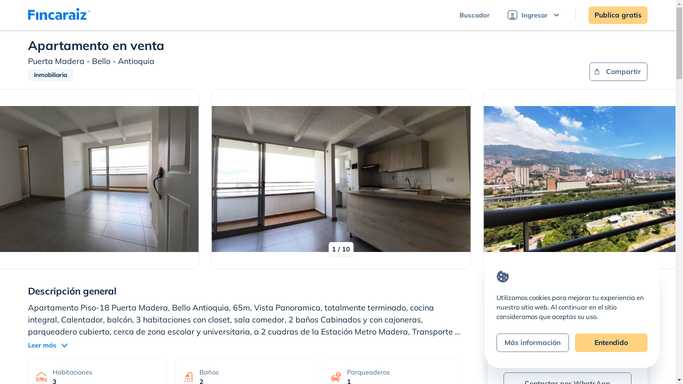 Fincaraiz
Buscador
Ingresar
Publica gratis
Apartamento en venta
Puerta Madera - Bello - Antioquia
Inmobiliaria
Compartir
1 / 10
Descripción general
Apartamento Piso-18 Puerta Madera, Bello Antioquia, 65m, Vista Panoramica, totalmente terminado, cocina
integral, Calentador, balcón, 3 habitaciones con closet, sala comedor, 2 baños Cabinados y con cajoneras,
parqueadero cubierto, cerca de zona escolar y universitaria, a 2 cuadras de la Estación Metro Madera, Transporte ...
Leer más
Habitaciones
3
Baños
2
Parqueaderos
1
Utilizamos cookies para mejorar tu experiencia en
nuestro sitio web. Al continuar en el sitio
consideramos que aceptas su uso.
Más información
Entendido
Contactar por WhatsApp